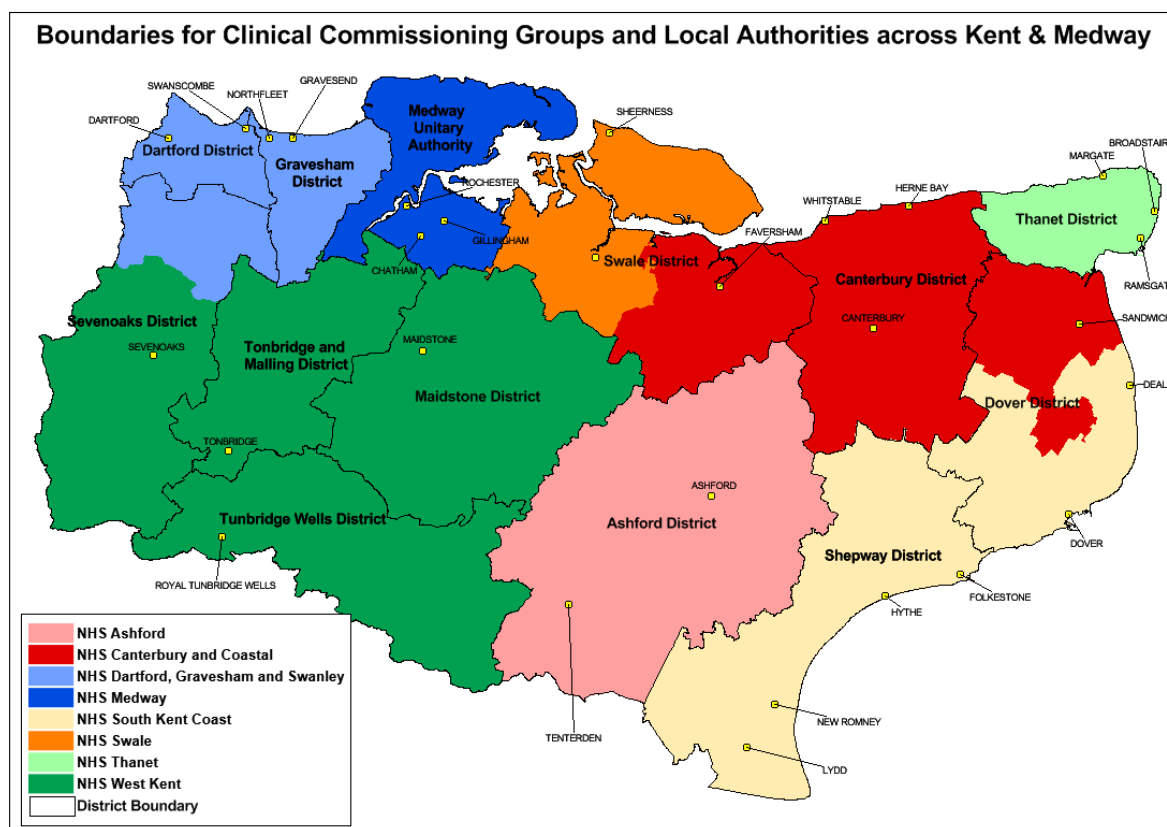 Boundaries for Clinical Commissioning Groups and Local Authorities across Kent & Medway
SWANSCOMBE
NORTHFLEET
GRAVESEND
DARTFORD
Dartford District
Gravesham
District
Medway
Unitary
Authority
SHEERNESS
BROADSTAIR
MARGATE
ROCHESTER
HERNE BAY
WHITSTABLE
Thanet District
GILLINGHAM
CHATHAM
FAVERSHAM
Swale District
RAMSGAT
Canterbury District
Sevenoaks District
SEVENOAKS
Tonbridge and
Malling District
MAIDSTONE
CANTERBURY
SANDWICH
Maidstone District
DEAL
Dover District
TONBRIDGE
ASHFORD
Tunbridge Wells District
Ashford District
DOVER
Shepway District
ROYAL TUNBRIDGE WELLS
FOLKESTONE
HYTHE
NEW ROMNEY
TENTERDEN
LYDD
NHS Ashford
NHS Canterbury and Coastal
NHS Dartford, Gravesham and Swanley
NHS Medway
NHS South Kent Coast
NHS Swale
NHS Thanet
NHS West Kent
District Boundary